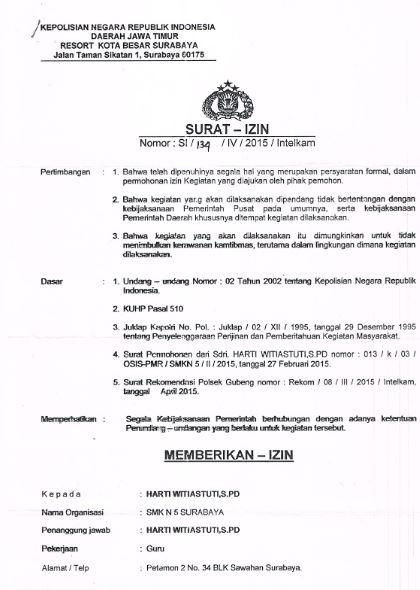 KEPOLISIAN NEGARA REPUBLIK INDONESIA
DAERAH JAWA TIMUR
RESORT KOTA BESAR SURABAYA
Jalan Taman Sikatan 1, Surabaya 60175
SURAT – IZIN
Nomor : SI / 139 / IV / 2015 / Intelkam
Pertimbangan : 1. Bahwa telah dipenuhinya segala hal yang merupakan persyaratan formal, dalam
permohonan izin Kegiatan yang diajukan oleh pihak pemohon.
2. Bahwa kegiatan yang akan dilaksanakan dipandang tidak bertentongan dengan
kebijaksanaan Pemerintah Pusat pada umumnya, serta kebijaksanaan
Pemerintah Daerah khususnya ditempat kegiatan dilaksanakan.
3. Bahwa kegiatan yang akan dilaksanakan itu dimungkinkan untuk tidak
menimbulkan kerawanan kamtibmas, terutama dalam lingkungan dimana kegiatan
dilaksanakan.
Dasar : 1. Undang – undang Nomor : 02 Tahun 2002 tentang Kepolisian Negara Republik
Indonesia.
2. KUHP Pasal 510
3. Juklap Kapolri No. Pol. : Juklap / 02 / XII / 1995, tanggal 29 Desember 1995
tentang Penyelenggaraan Perijinan dan Pemberitahuan Kegiatan Masyarakat.
4. Surat Permohonan dari Sdri. HARTI WITIASTUTI,S.PD nomor : 013 / k / 03 /
OSIS-PMR / SMKN 5 / II / 2015, tanggal 27 Februari 2015.
5. Surat Rekomendasi Polsek Gubeng nomor : Rekom / 08 / III / 2015 / Intelkam,
tanggal April 2015.
Memperhatikan : Segala Kebijaksanaan Pemerintah berhubungan dengan adanya ketentuan
Perundang – undangan yang berlaku untuk kegiatan tersebut.
MEMBERIKAN – IZIN
K e p a d a : HARTI WITIASTUTI,S.PD
Nama Organisasi : SMK N 5 SURABAYA
Penanggung jawab : HARTI WITIASTUTI,S.PD
Pekerjaan : Guru
Alamat / Telp : Petemon 2 No. 34 BLK Sawahan Surabaya.